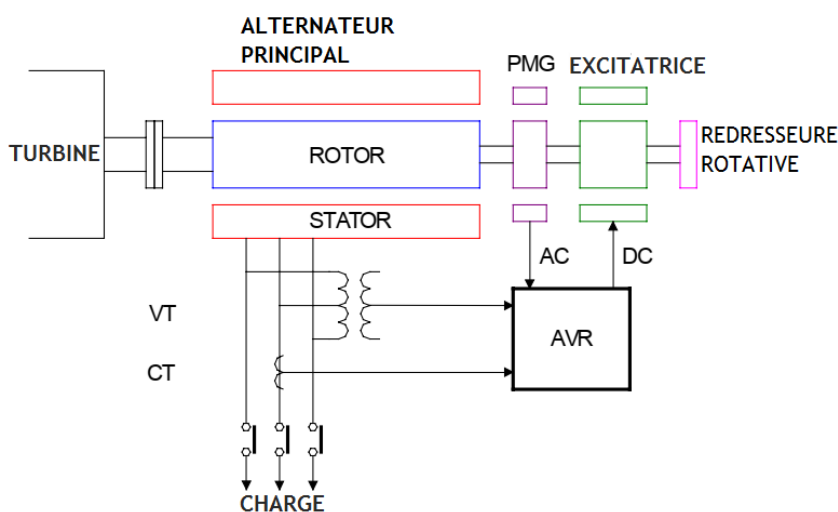 ALTERNATEUR
PRINCIPAL
PMG
EXCITATRICE
TURBINE
ROTOR
REDRESSEURE
ROTATIVE
STATOR
AC
DC
VT
AVR
CT
CHARGE